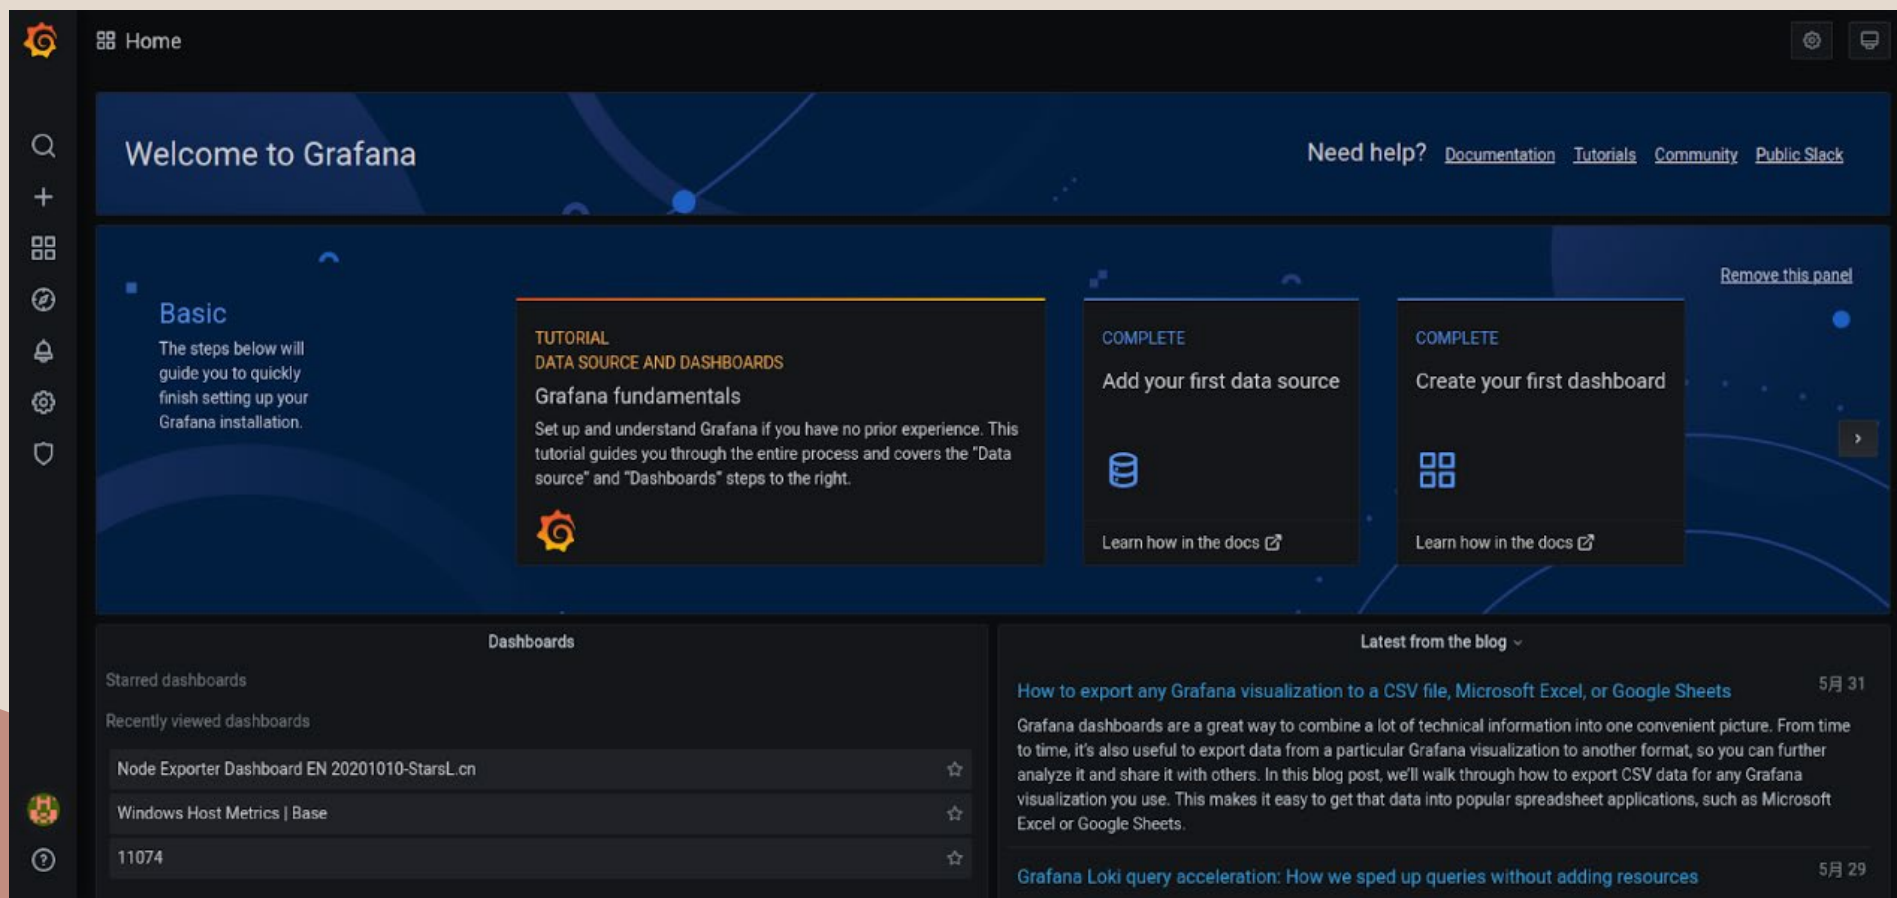 Home
Welcome to Grafana
Need help? Documentation Tutorials Community Public Slack
Remove this panel
Basic
The steps below will
guide you to quickly
finish setting up your
Grafana installation.
TUTORIAL
DATA SOURCE AND DASHBOARDS
Grafana fundamentals
Set up and understand Grafana if you have no prior experience. This
tutorial guides you through the entire process and covers the "Data
source" and "Dashboards" steps to the right.
COMPLETE
Add your first data source
Learn how in the docs
COMPLETE
Create your first dashboard
Learn how in the docs
Dashboards
Starred dashboards
Recently viewed dashboards
Node Exporter Dashboard EN 20201010-StarsL.cn
Windows Host Metrics | Base
11074
Latest from the blog
How to export any Grafana visualization to a CSV file, Microsoft Excel, or Google Sheets
5月 31
Grafana dashboards are a great way to combine a lot of technical information into one convenient picture. From time
to time, it's also useful to export data from a particular Grafana visualization to another format, so you can further
analyze it and share it with others. In this blog post, we'll walk through how to export CSV data for any Grafana
visualization you use. This makes it easy to get that data into popular spreadsheet applications, such as Microsoft
Excel or Google Sheets.
Grafana Loki query acceleration: How we sped up queries without adding resources
5月 29